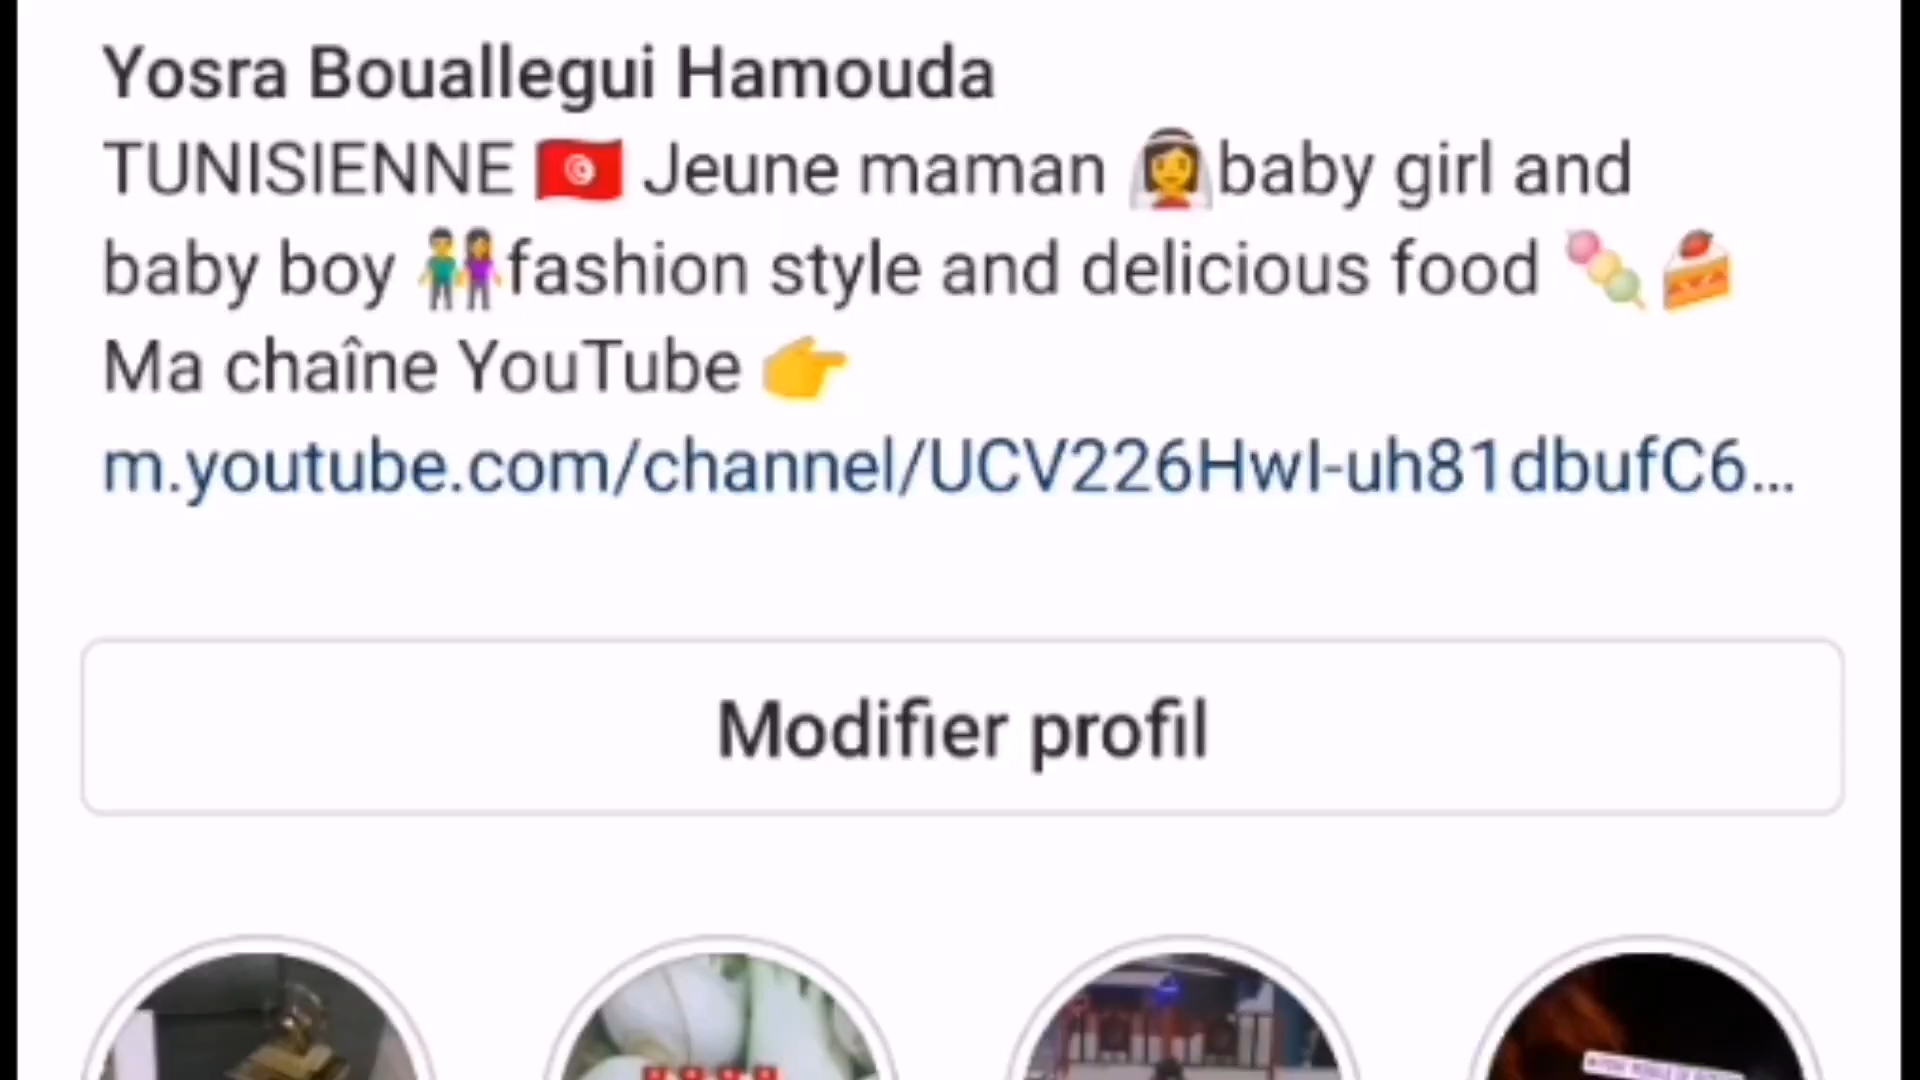 Yosra Bouallegui Hamouda
TUNISIENNE 🇹🇳 Jeune maman 👰baby girl and
baby boy 👫fashion style and delicious food 🍡🍰
Ma chaîne YouTube 👉
m.youtube.com/channel/UCV226HwI-uh81dbufC6...
Modifier profil